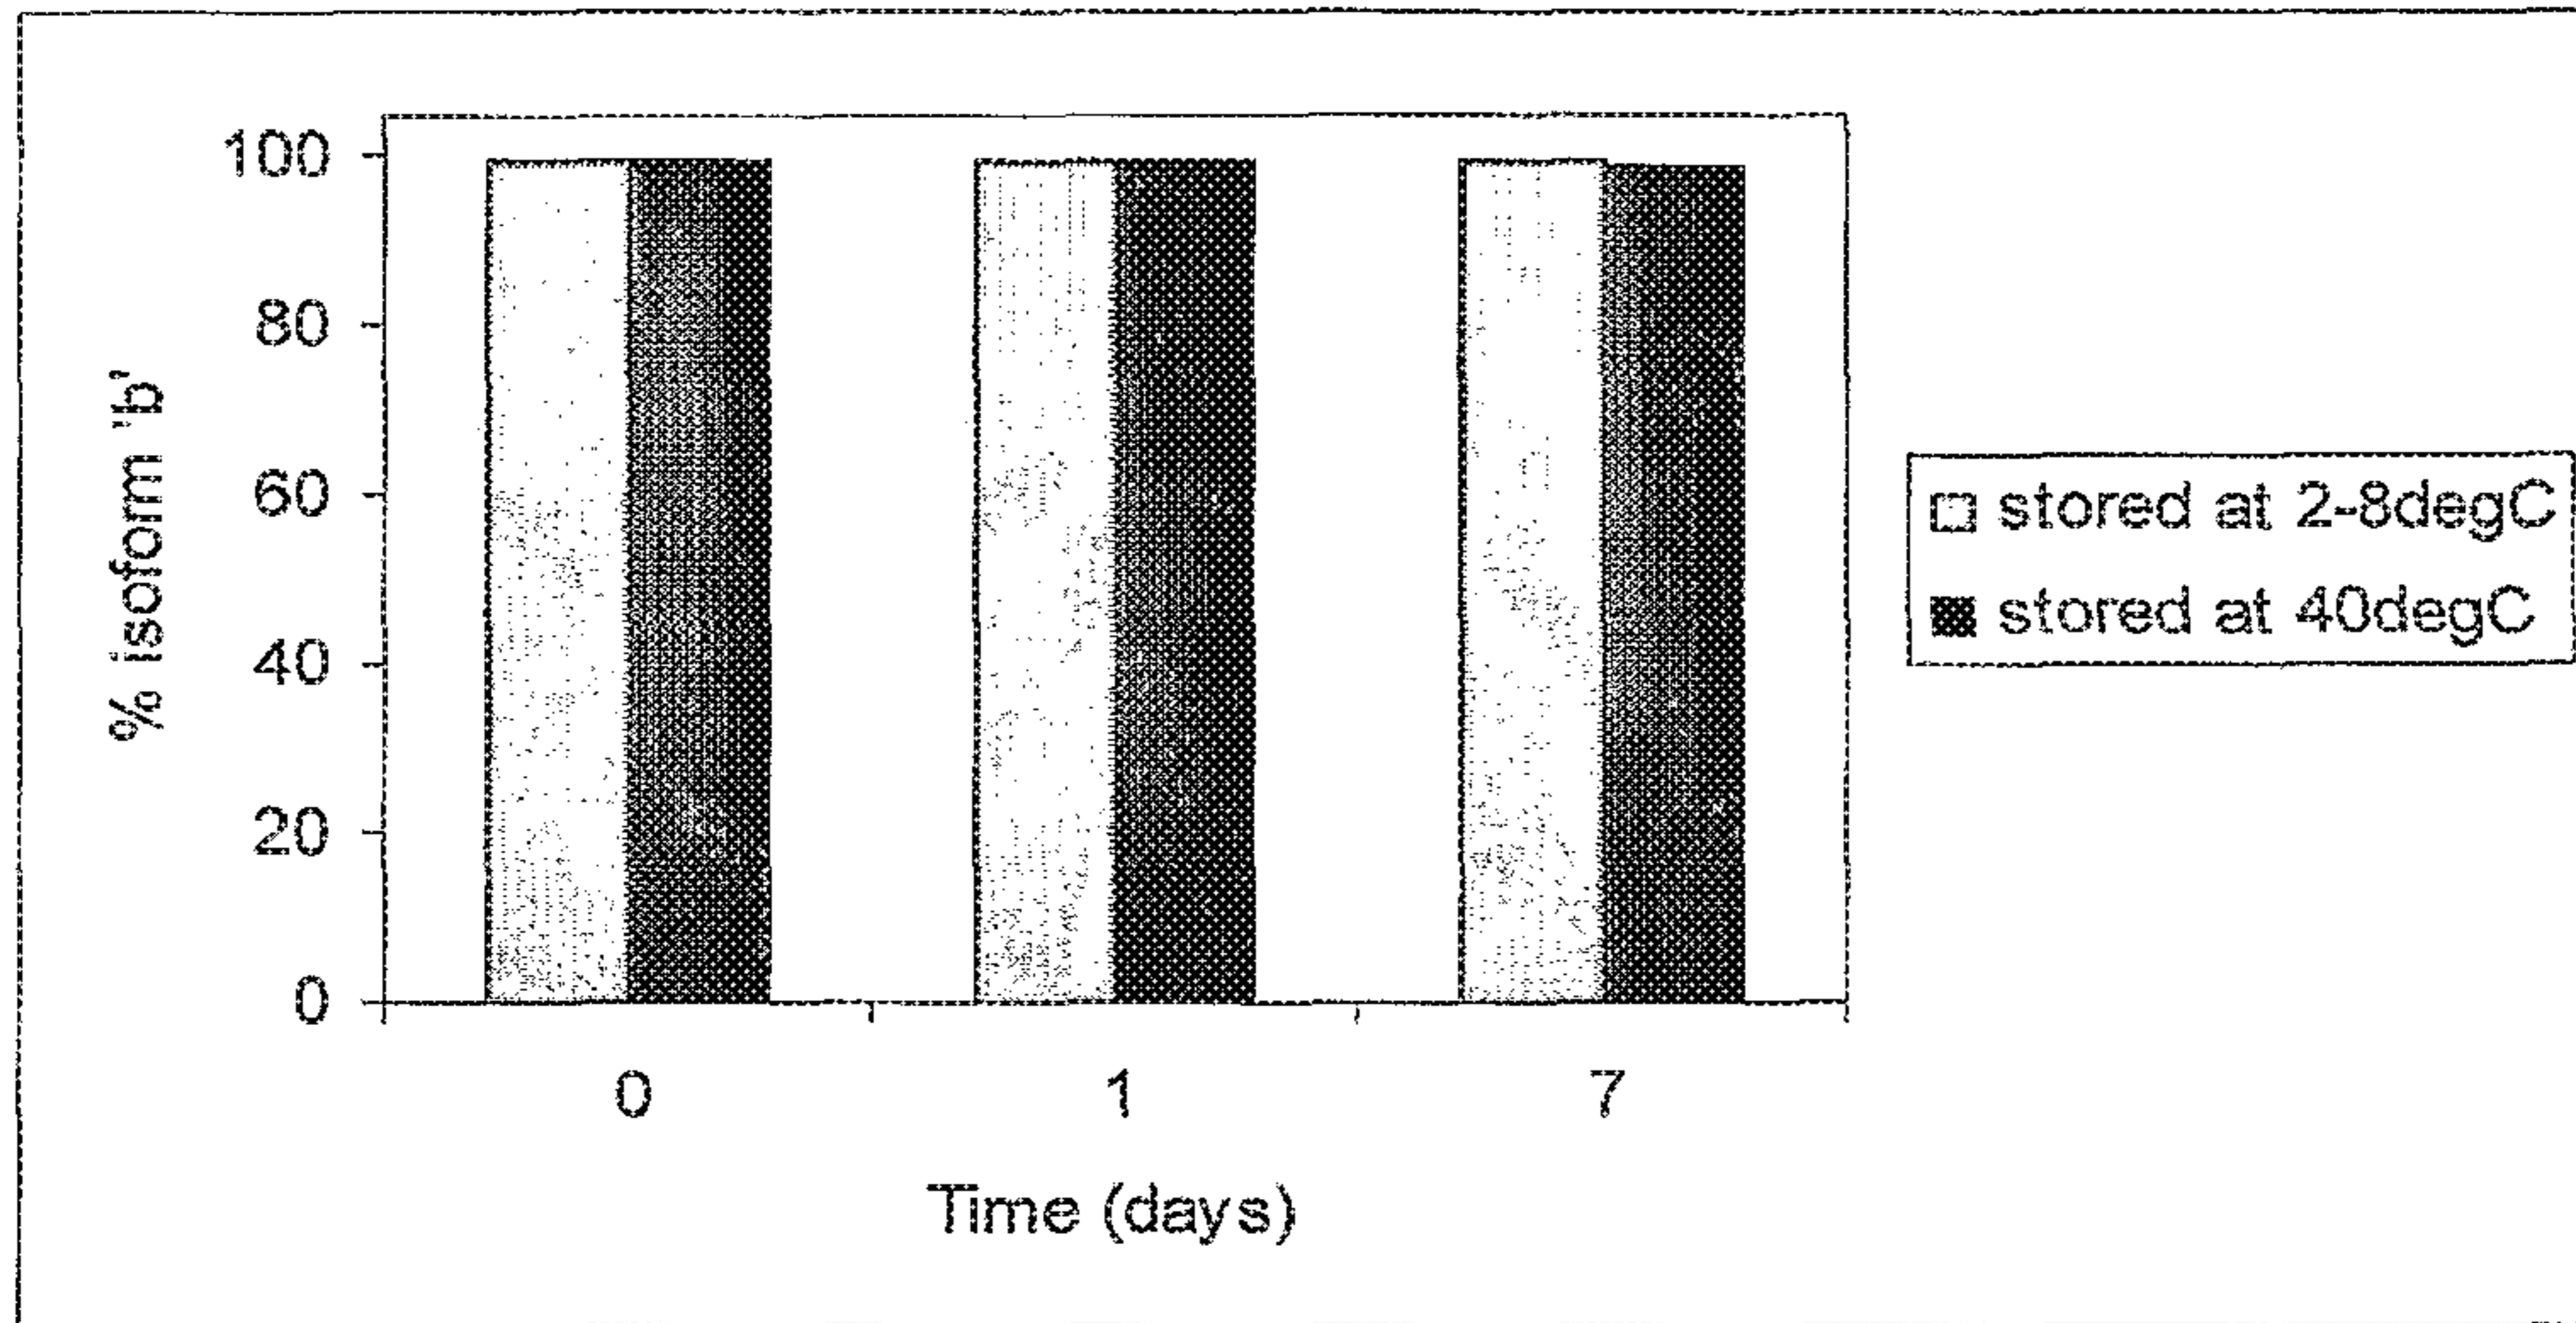 100
80
60
40
20
0
% isoform 'b'
0 1 7
Time (days)
stored at 2-8degC
stored at 40degC